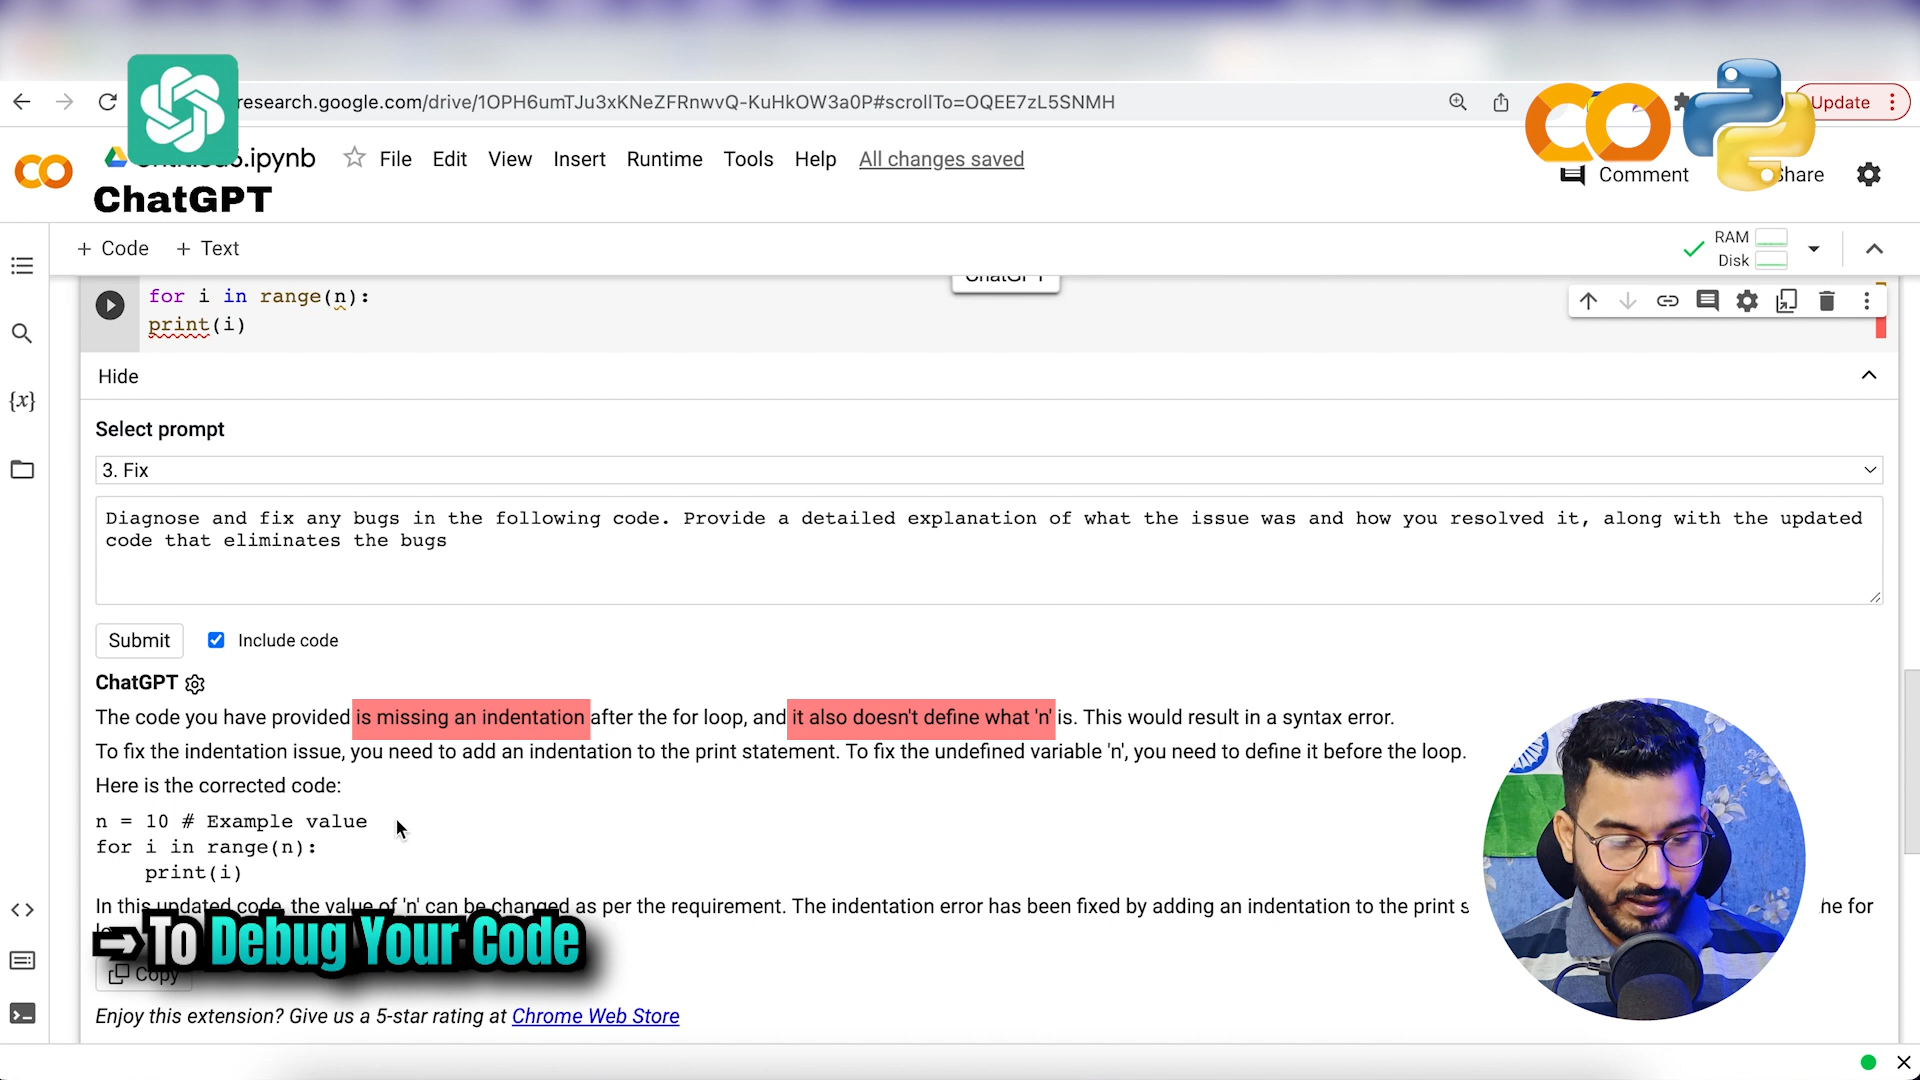 research.google.com/drive/1OPH6umTJu3xKNeZFRnwvQ-KuHkOW3a0P#scrollTo=OQEE7zL5SNMH
Update
.ipynb
File Edit View Insert Runtime Tools Help All changes saved
Comment
Share
ChatGPT
+ Code + Text
RAM
Disk
ChatGPT
for i in range(n):
print(i)
Hide
{x}
Select prompt
3. Fix
Diagnose and fix any bugs in the following code. Provide a detailed explanation of what the issue was and how you resolved it, along with the updated
code that eliminates the bugs
Submit Include code
ChatGPT
The code you have provided is missing an indentation after the for loop, and it also doesn't define what 'n' is. This would result in a syntax error.
To fix the indentation issue, you need to add an indentation to the print statement. To fix the undefined variable 'n', you need to define it before the loop.
Here is the corrected code:
n = 10 # Example value
for i in range(n):
print(i)
In this updated code, the value of 'n' can be changed as per the requirement. The indentation error has been fixed by adding an indentation to the print s he for
To Debug Your Code
Copy
Enjoy this extension? Give us a 5-star rating at Chrome Web Store